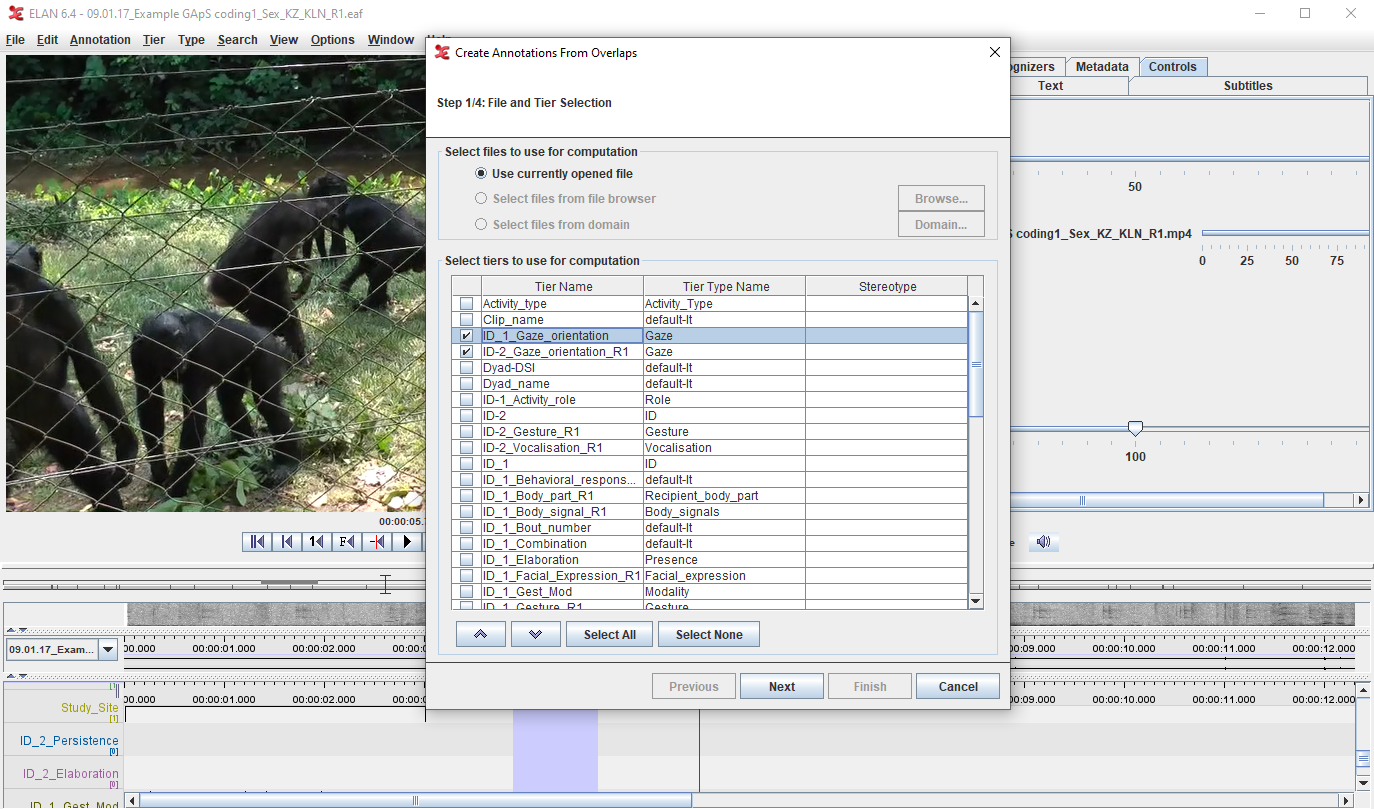 ELAN 6.4 - 09.01.17_Example GApS coding1_Sex_KZ_KLN_R1.eaf
File Edit Annotation Tier Type Search View Options Window
Create Annotations From Overlaps
Step 1/4: File and Tier Selection
Select files to use for computation
Use currently opened file
Select files from file browser
Browse...
Select files from domain
Domain...
Select tiers to use for computation
Tier Name Tier Type Name Stereotype
Activity_type Activity_Type
Clip_name default-lt
ID_1_Gaze_orientation Gaze
ID-2_Gaze_orientation_R1 Gaze
Dyad-DSI default-lt
Dyad_name default-lt
ID-1_Activity_role Role
ID-2 ID
ID-2_Gesture_R1 Gesture
ID-2_Vocalisation_R1 Vocalisation
ID_1 ID
ID_1_Behavioral_respons... default-lt
ID_1_Body_part_R1 Recipient_body_part
ID_1_Body_signal_R1 Body_signals
ID_1_Bout_number default-lt
ID_1_Combination default-lt
ID_1_Elaboration Presence
ID_1_Facial_Expression_R1 Facial_expression
ID_1_Gest_Mod Modality
ID_1_Gesture_R1 Gesture
Select All Select None
Previous Next Finish Cancel
ognizers Metadata Controls
Text Subtitles
50
coding1_Sex_KZ_KLN_R1.mp4
0 25 50 75
100
00:00:05.
1 F
09.01.17_Exam...
00.000 00:00:01.000 00:00:02.000 00:00:0
0:09.000 00:00:10.000 00:00:11.000 00:00:12.000
00.000 00:00:01.000 00:00:02.000 00:00:0
0:09.000 00:00:10.000 00:00:11.000 00:00:12.000
Study_Site
[1]
ID_2_Persistence
[0]
ID_2_Elaboration
[0]
ID_1_Gest_Mod